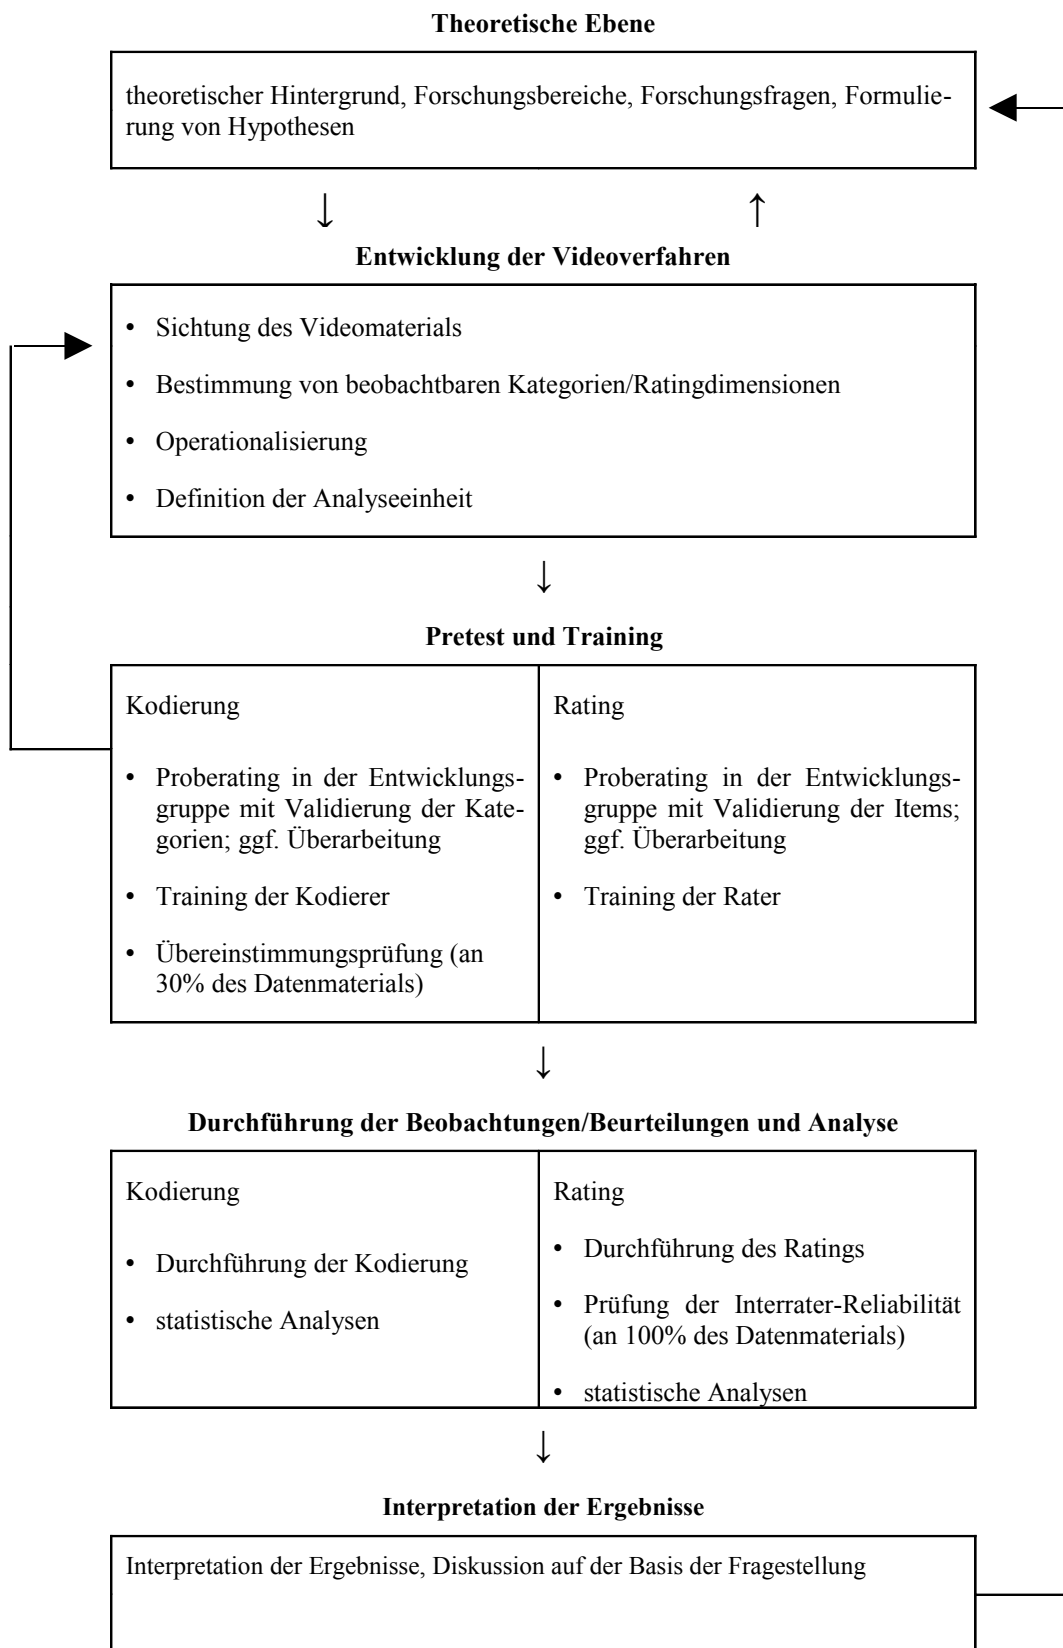 Theoretische Ebene
theoretischer Hintergrund, Forschungsbereiche, Forschungsfragen, Formulie-
rung von Hypothesen
↓ ↑
Entwicklung der Videoverfahren
• Sichtung des Videomaterials
• Bestimmung von beobachtbaren Kategorien/Ratingdimensionen
• Operationalisierung
• Definition der Analyseeinheit
↓
Pretest und Training
Kodierung
• Proberating in der Entwicklungs-
gruppe mit Validierung der Kate-
gorien; ggf. Überarbeitung
• Training der Kodierer
• Übereinstimmungsprüfung (an
30% des Datenmaterials)
Rating
• Proberating in der Entwicklungs-
gruppe mit Validierung der Items;
ggf. Überarbeitung
• Training der Rater
↓
Durchführung der Beobachtungen/Beurteilungen und Analyse
Kodierung
• Durchführung der Kodierung
• statistische Analysen
Rating
• Durchführung des Ratings
• Prüfung der Interrater-Reliabilität
(an 100% des Datenmaterials)
• statistische Analysen
↓
Interpretation der Ergebnisse
Interpretation der Ergebnisse, Diskussion auf der Basis der Fragestellung